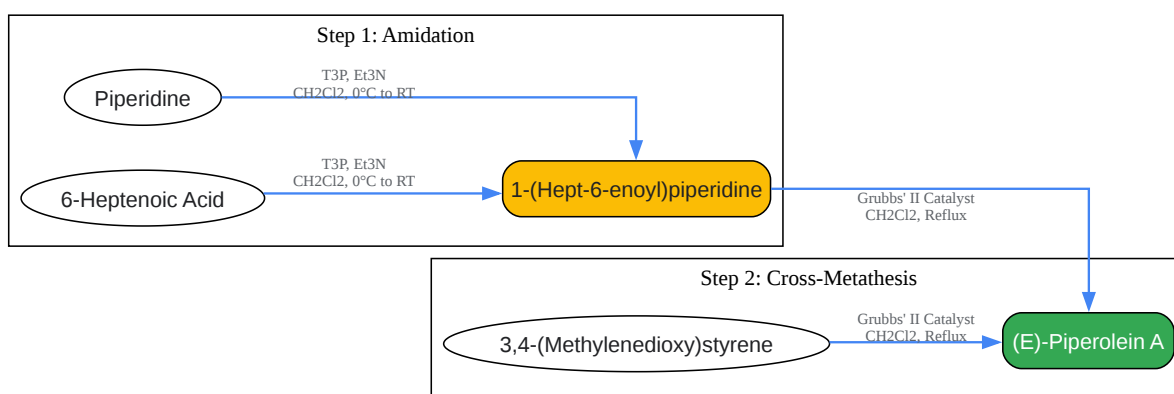 Step 1: Amidation
Piperidine
T3P, Et3N
CH2Cl2, 0°C to RT
6-Heptenoic Acid
T3P, Et3N
CH2Cl2, 0°C to RT
1-(Hept-6-enoyl)piperidine
Grubbs' II Catalyst
CH2Cl2, Reflux
Step 2: Cross-Metathesis
3,4-(Methylenedioxy)styrene
Grubbs' II Catalyst
CH2Cl2, Reflux
(E)-Piperolein A